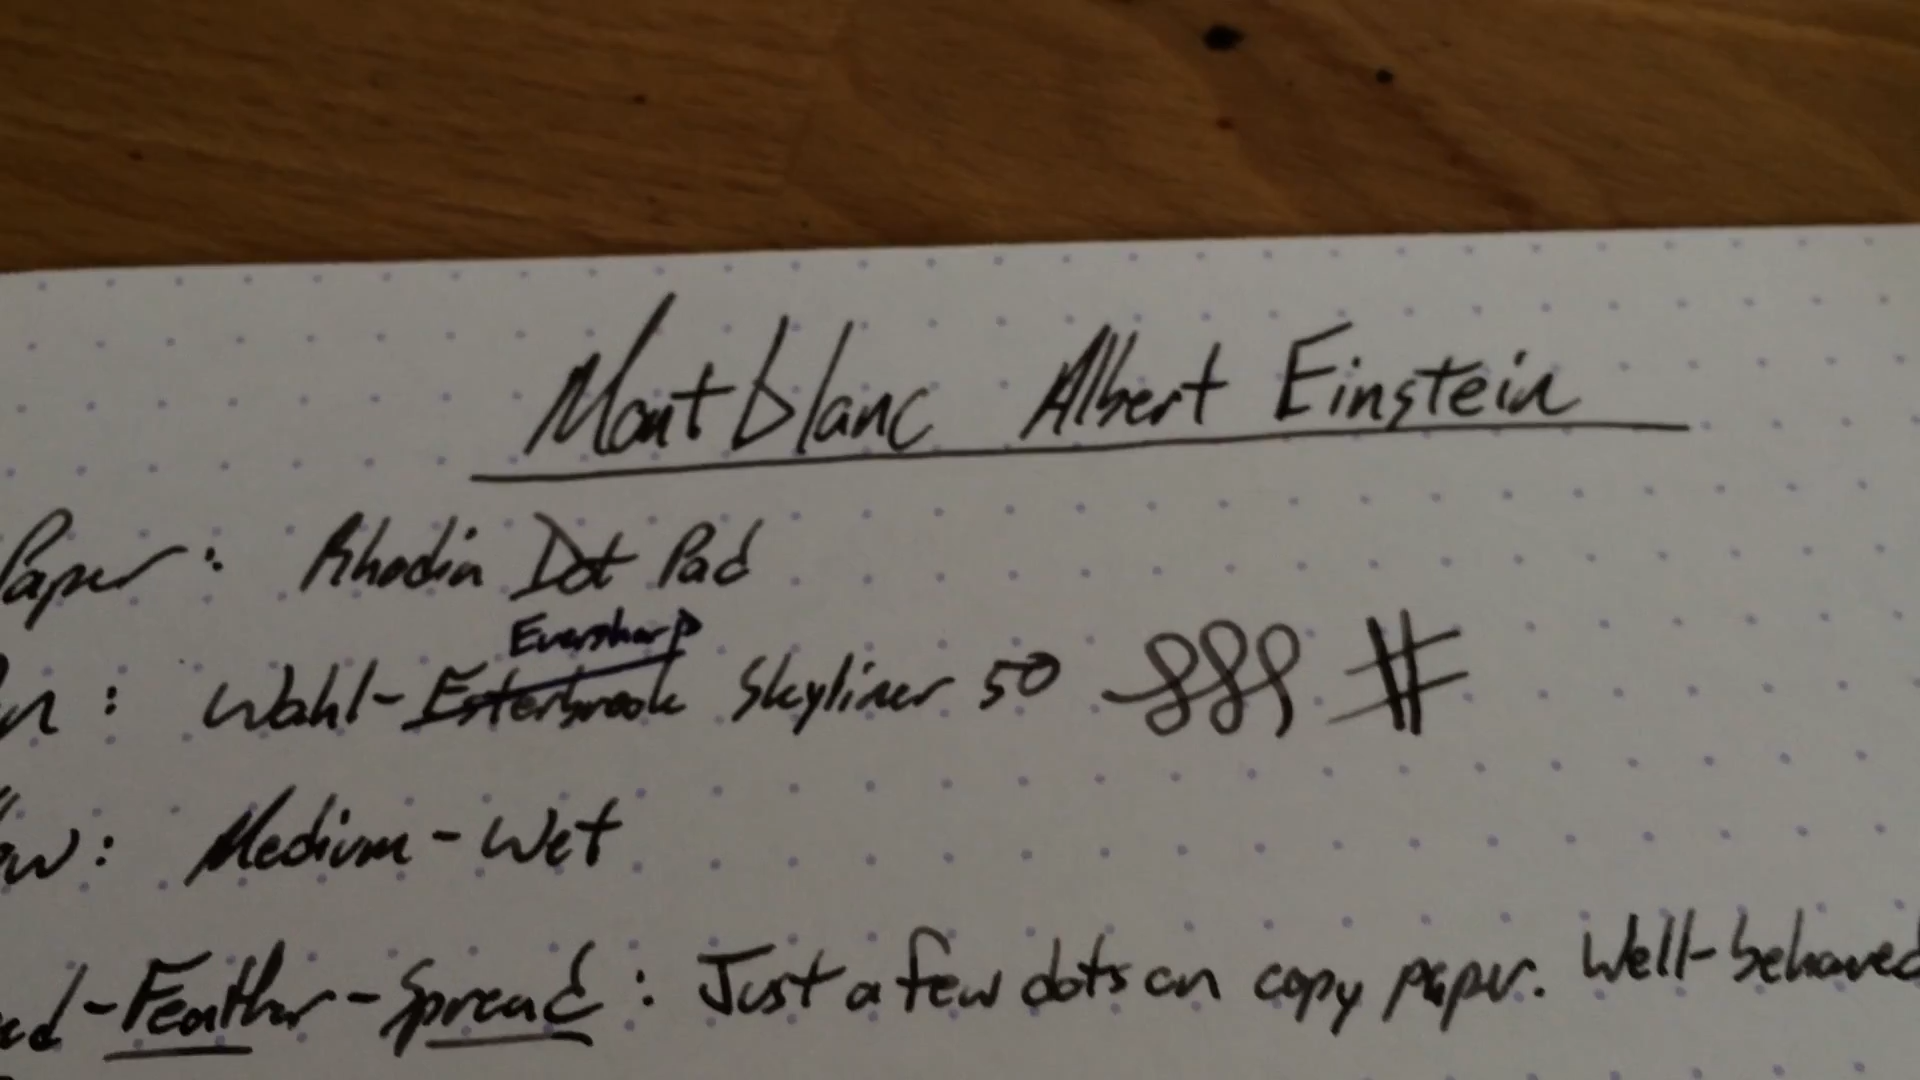 Montblanc Albert Einstein
Paper: Rhodia Dot Pad
Eversharp
Wahl-Esterbrook Skyliner 50 #
Medium-Wet
-Feather-Spread: Just a few dots on copy paper. Well-behaved